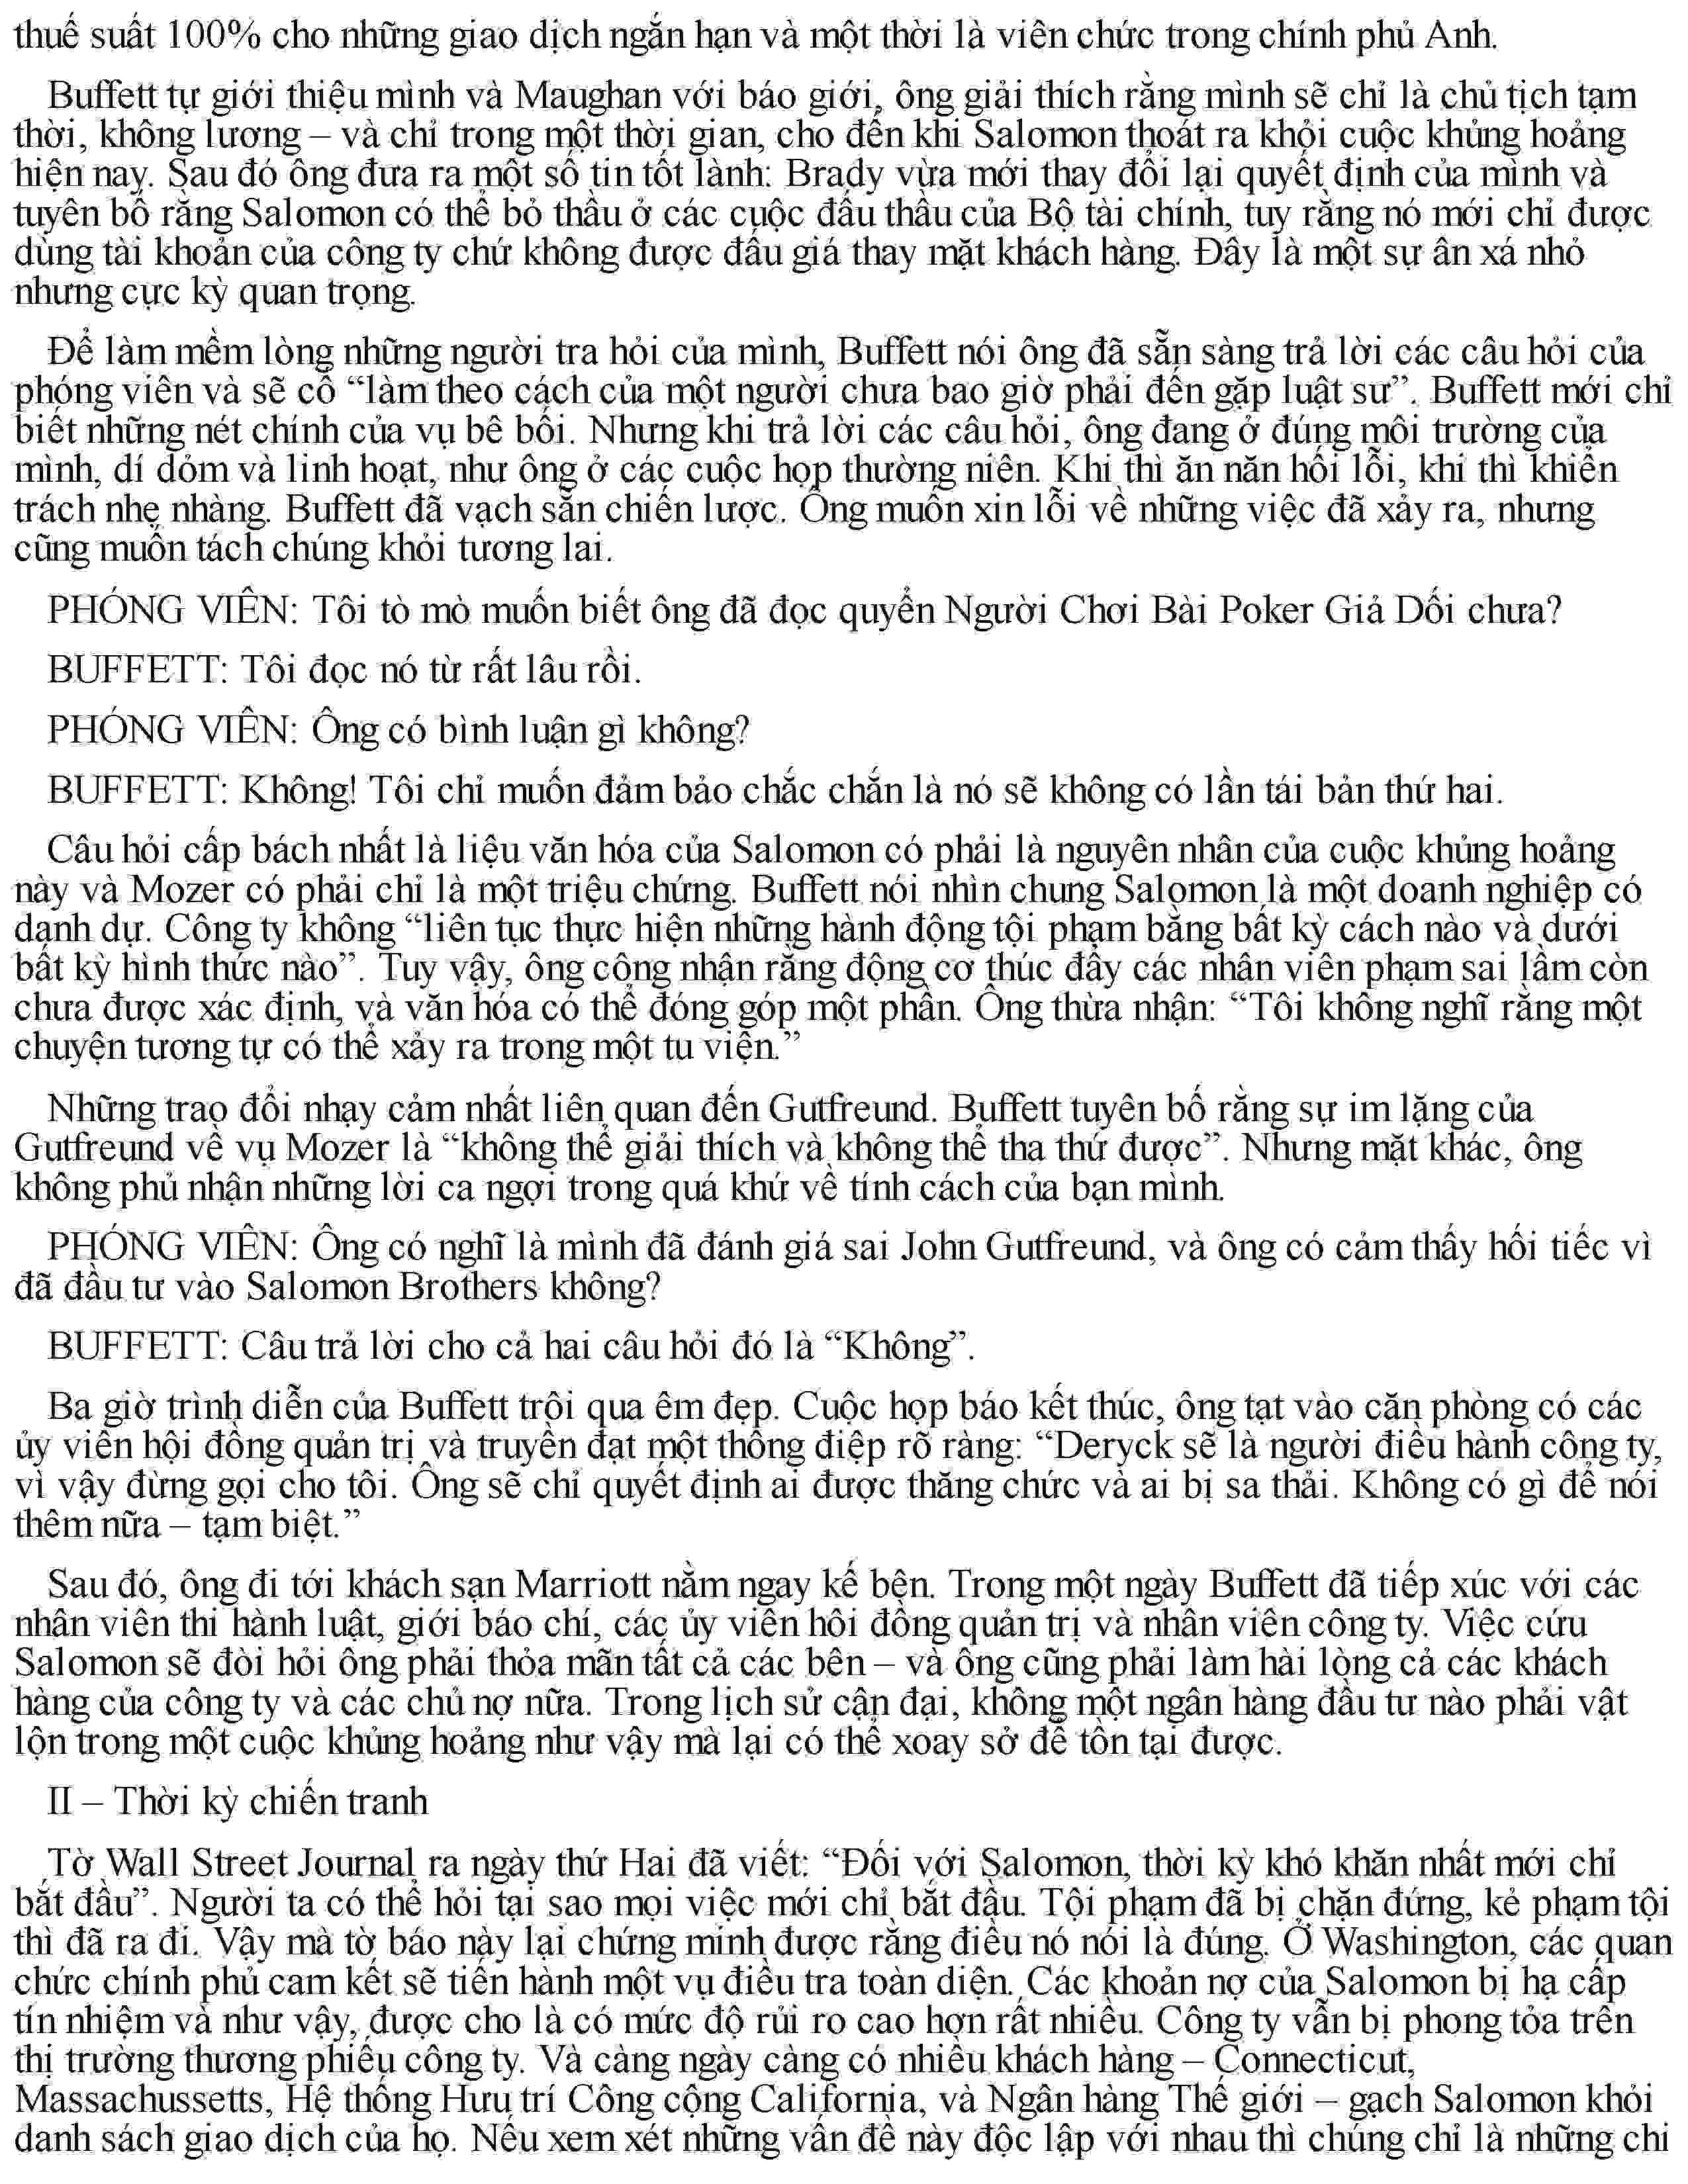 thuế suất 100% cho những giao dịch ngắn hạn và một thời là viên chức trong chính phủ Anh.
Buffett tự giới thiệu mình và Maughan với báo giới, ông giải thích rằng mình sẽ chỉ là chủ tịch tạm
thời, không lương – và chỉ trong một thời gian, cho đến khi Salomon thoát ra khỏi cuộc khủng hoảng
hiện nay. Sau đó ông đưa ra một số tin tốt lành: Brady vừa mới thay đổi lại quyết định của mình và
tuyên bố rằng Salomon có thể bỏ thầu ở các cuộc đấu thầu của Bộ tài chính, tuy rằng nó mới chỉ được
dùng tài khoản của công ty chứ không được đấu giá thay mặt khách hàng. Đây là một sự ân xá nhỏ
nhưng cực kỳ quan trọng.
Để làm mềm lòng những người tra hỏi của mình, Buffett nói ông đã sẵn sàng trả lời các câu hỏi của
phóng viên và sẽ cố “làm theo cách của một người chưa bao giờ phải đến gặp luật sư”. Buffett mới chỉ
biết những nét chính của vụ bê bối. Nhưng khi trả lời các câu hỏi, ông đang ở đúng môi trường của
mình, dí dỏm và linh hoạt, như ông ở các cuộc họp thường niên. Khi thì ăn năn hối lỗi, khi thì khiển
trách nhẹ nhàng. Buffett đã vạch sẵn chiến lược. Ông muốn xin lỗi về những việc đã xảy ra, nhưng
cũng muốn tách chúng khỏi tương lai.
PHÓNG VIÊN: Tôi tò mò muốn biết ông đã đọc quyển Người Chơi Bài Poker Giả Dối chưa?
BUFFETT: Tôi đọc nó từ rất lâu rồi.
PHÓNG VIÊN: Ông có bình luận gì không?
BUFFETT: Không! Tôi chỉ muốn đảm bảo chắc chắn là nó sẽ không có lần tái bản thứ hai.
Câu hỏi cấp bách nhất là liệu văn hóa của Salomon có phải là nguyên nhân của cuộc khủng hoảng
này và Mozer có phải chỉ là một triệu chứng. Buffett nói nhìn chung Salomon là một doanh nghiệp có
danh dự. Công ty không “liên tục thực hiện những hành động tội phạm bằng bất kỳ cách nào và dưới
bất kỳ hình thức nào”. Tuy vậy, ông công nhận rằng động cơ thúc đẩy các nhân viên phạm sai lầm còn
chưa được xác định, và văn hóa có thể đóng góp một phần. Ông thừa nhận: “Tôi không nghĩ rằng một
chuyện tương tự có thể xảy ra trong một tu viện.”
Những trao đổi nhạy cảm nhất liên quan đến Gutfreund. Buffett tuyên bố rằng sự im lặng của
Gutfreund về vụ Mozer là “không thể giải thích và không thể tha thứ được”. Nhưng mặt khác, ông
không phủ nhận những lời ca ngợi trong quá khứ về tính cách của bạn mình.
PHÓNG VIÊN: Ông có nghĩ là mình đã đánh giá sai John Gutfreund, và ông có cảm thấy hối tiếc vì
đã đầu tư vào Salomon Brothers không?
BUFFETT: Câu trả lời cho cả hai câu hỏi đó là “Không”.
Ba giờ trình diễn của Buffett trôi qua êm đẹp. Cuộc họp báo kết thúc, ông tạt vào căn phòng có các
ủy viên hội đồng quản trị và truyền đạt một thông điệp rõ ràng: “Deryck sẽ là người điều hành công ty,
vì vậy đừng gọi cho tôi. Ông sẽ chỉ quyết định ai được thăng chức và ai bị sa thải. Không có gì để nói
thêm nữa – tạm biệt.”
Sau đó, ông đi tới khách sạn Marriott nằm ngay kế bên. Trong một ngày Buffett đã tiếp xúc với các
nhân viên thi hành luật, giới báo chí, các ủy viên hội đồng quản trị và nhân viên công ty. Việc cứu
Salomon sẽ đòi hỏi ông phải thỏa mãn tất cả các bên – và ông cũng phải làm hài lòng cả các khách
hàng của công ty và các chủ nợ nữa. Trong lịch sử cận đại, không một ngân hàng đầu tư nào phải vật
lộn trong một cuộc khủng hoảng như vậy mà lại có thể xoay sở để tồn tại được.
II – Thời kỳ chiến tranh
Tờ Wall Street Journal ra ngày thứ Hai đã viết: “Đối với Salomon, thời kỳ khó khăn nhất mới chỉ
bắt đầu”. Người ta có thể hỏi tại sao mọi việc mới chỉ bắt đầu. Tội phạm đã bị chặn đứng, kẻ phạm tội
thì đã ra đi. Vậy mà tờ báo này lại chứng minh được rằng điều nó nói là đúng. Ở Washington, các quan
chức chính phủ cam kết sẽ tiến hành một vụ điều tra toàn diện. Các khoản nợ của Salomon bị hạ cấp
tín nhiệm và như vậy, được cho là có mức độ rủi ro cao hơn rất nhiều. Công ty vẫn bị phong tỏa trên
thị trường thương phiếu công ty. Và càng ngày càng có nhiều khách hàng – Connecticut,
Massachussetts, Hệ thống Hưu trí Công cộng California, và Ngân hàng Thế giới – gạch Salomon khỏi
danh sách giao dịch của họ. Nếu xem xét những vấn đề này độc lập với nhau thì chúng chỉ là những chi